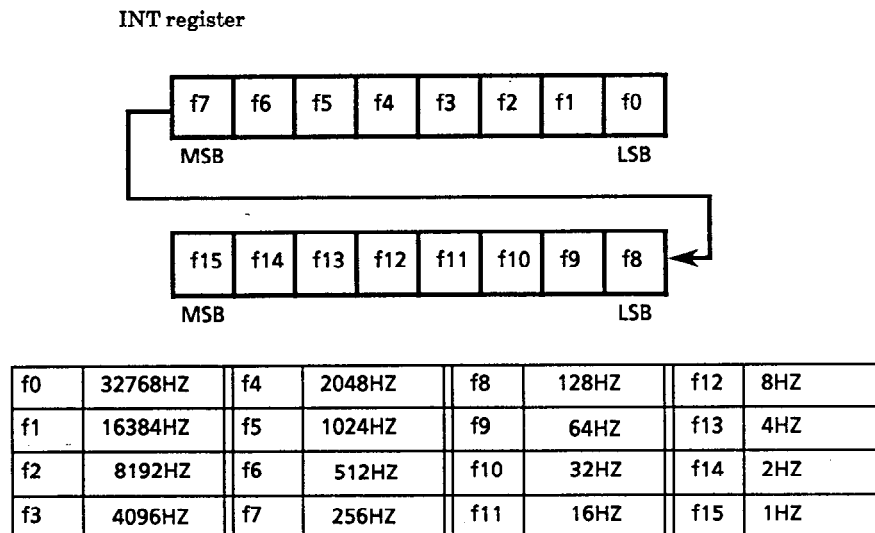 INT register
f7 f6 f5 f4 f3 f2 f1 f0
MSB LSB
f15 f14 f13 f12 f11 f10 f9 f8
MSB LSB
f0 32768HZ f4 2048HZ f8 128HZ f12 8HZ
f1 16384HZ f5 1024HZ f9 64HZ f13 4HZ
f2 8192HZ f6 512HZ f10 32HZ f14 2HZ
f3 4096HZ f7 256HZ f11 16HZ f15 1HZ